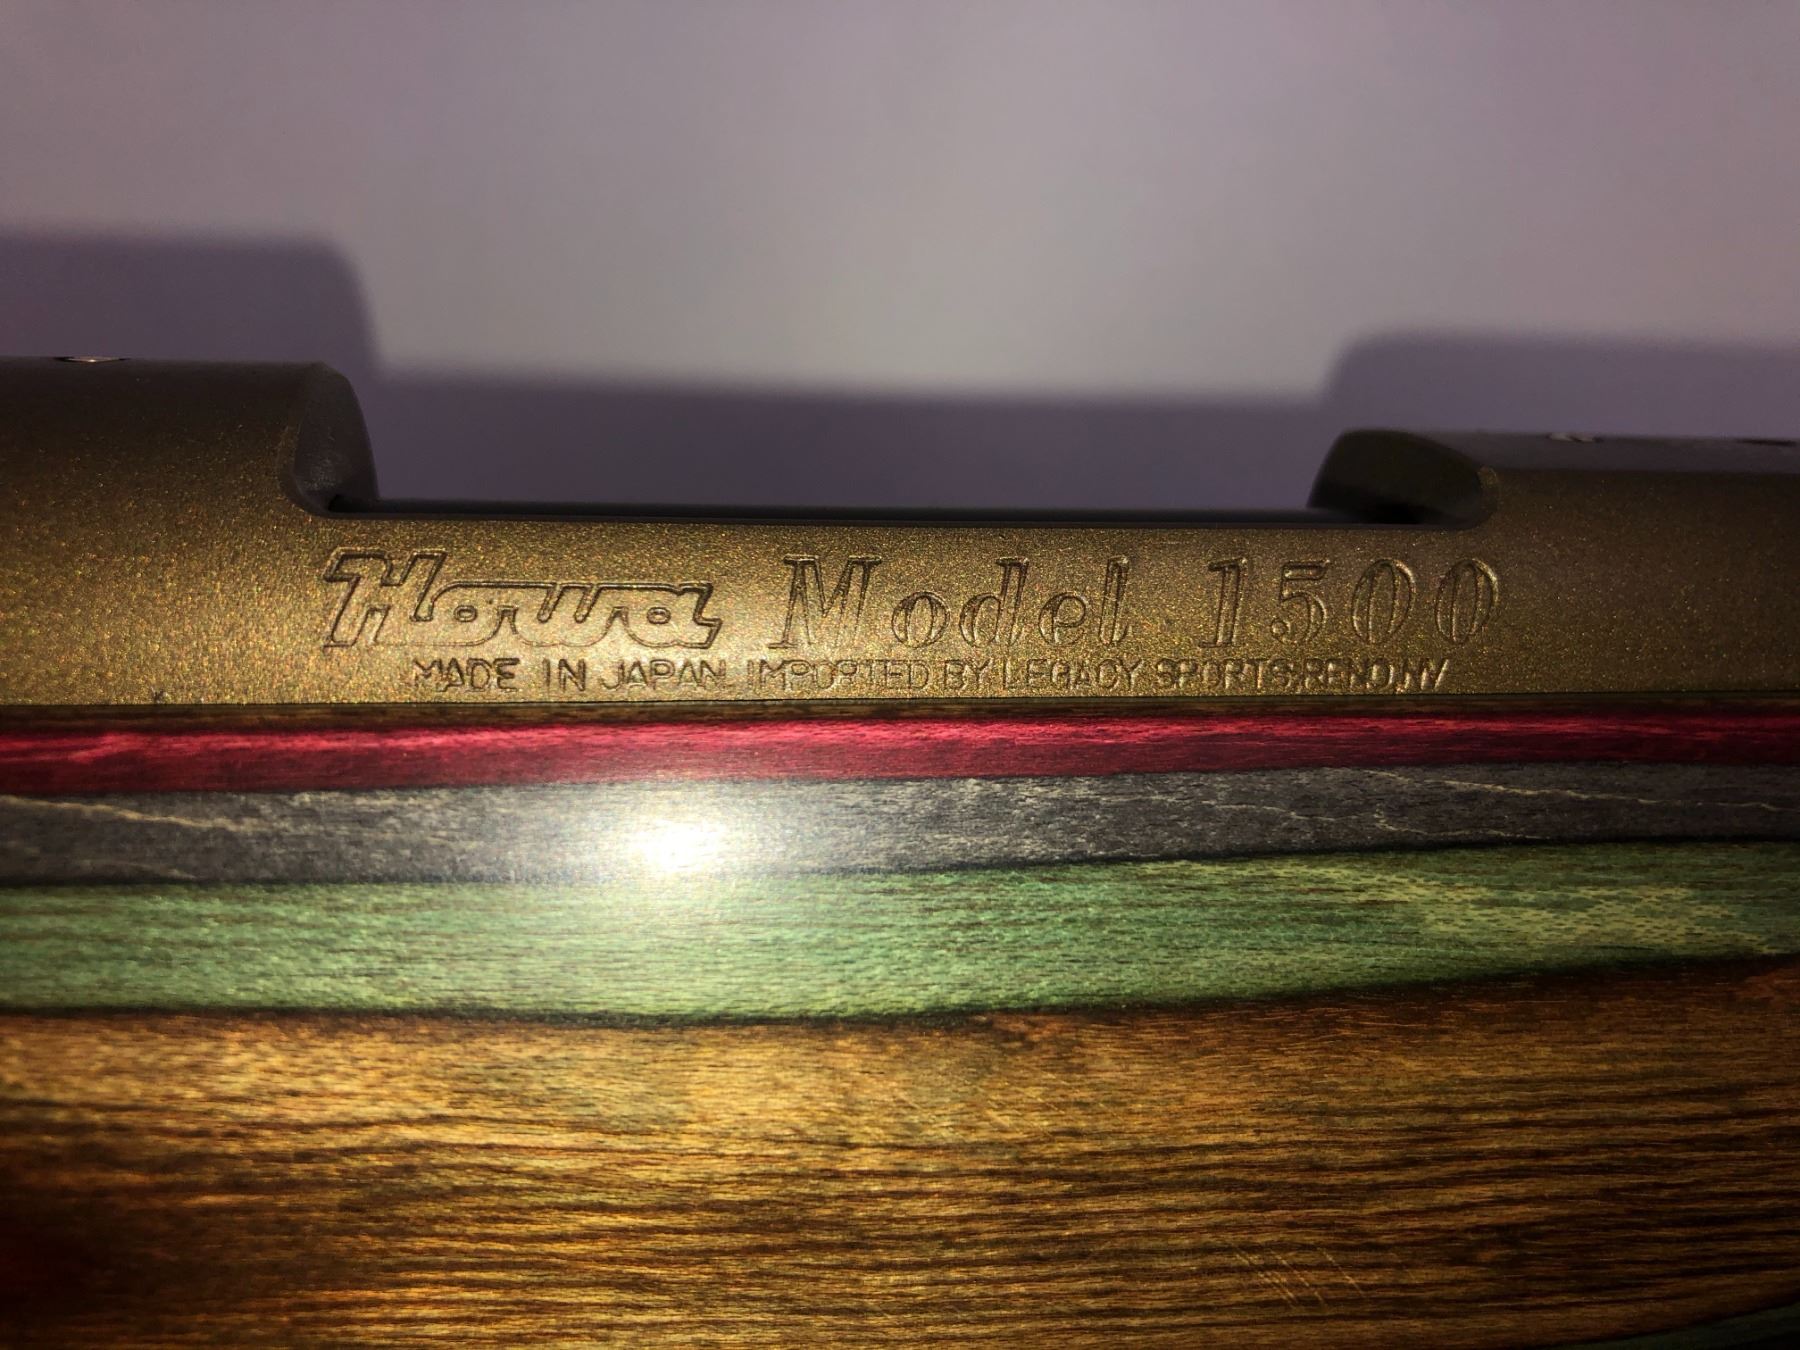 Howa Model 1500
MADE IN JAPAN IMPORTED BY LEGACY SPORTS,RENO,NV